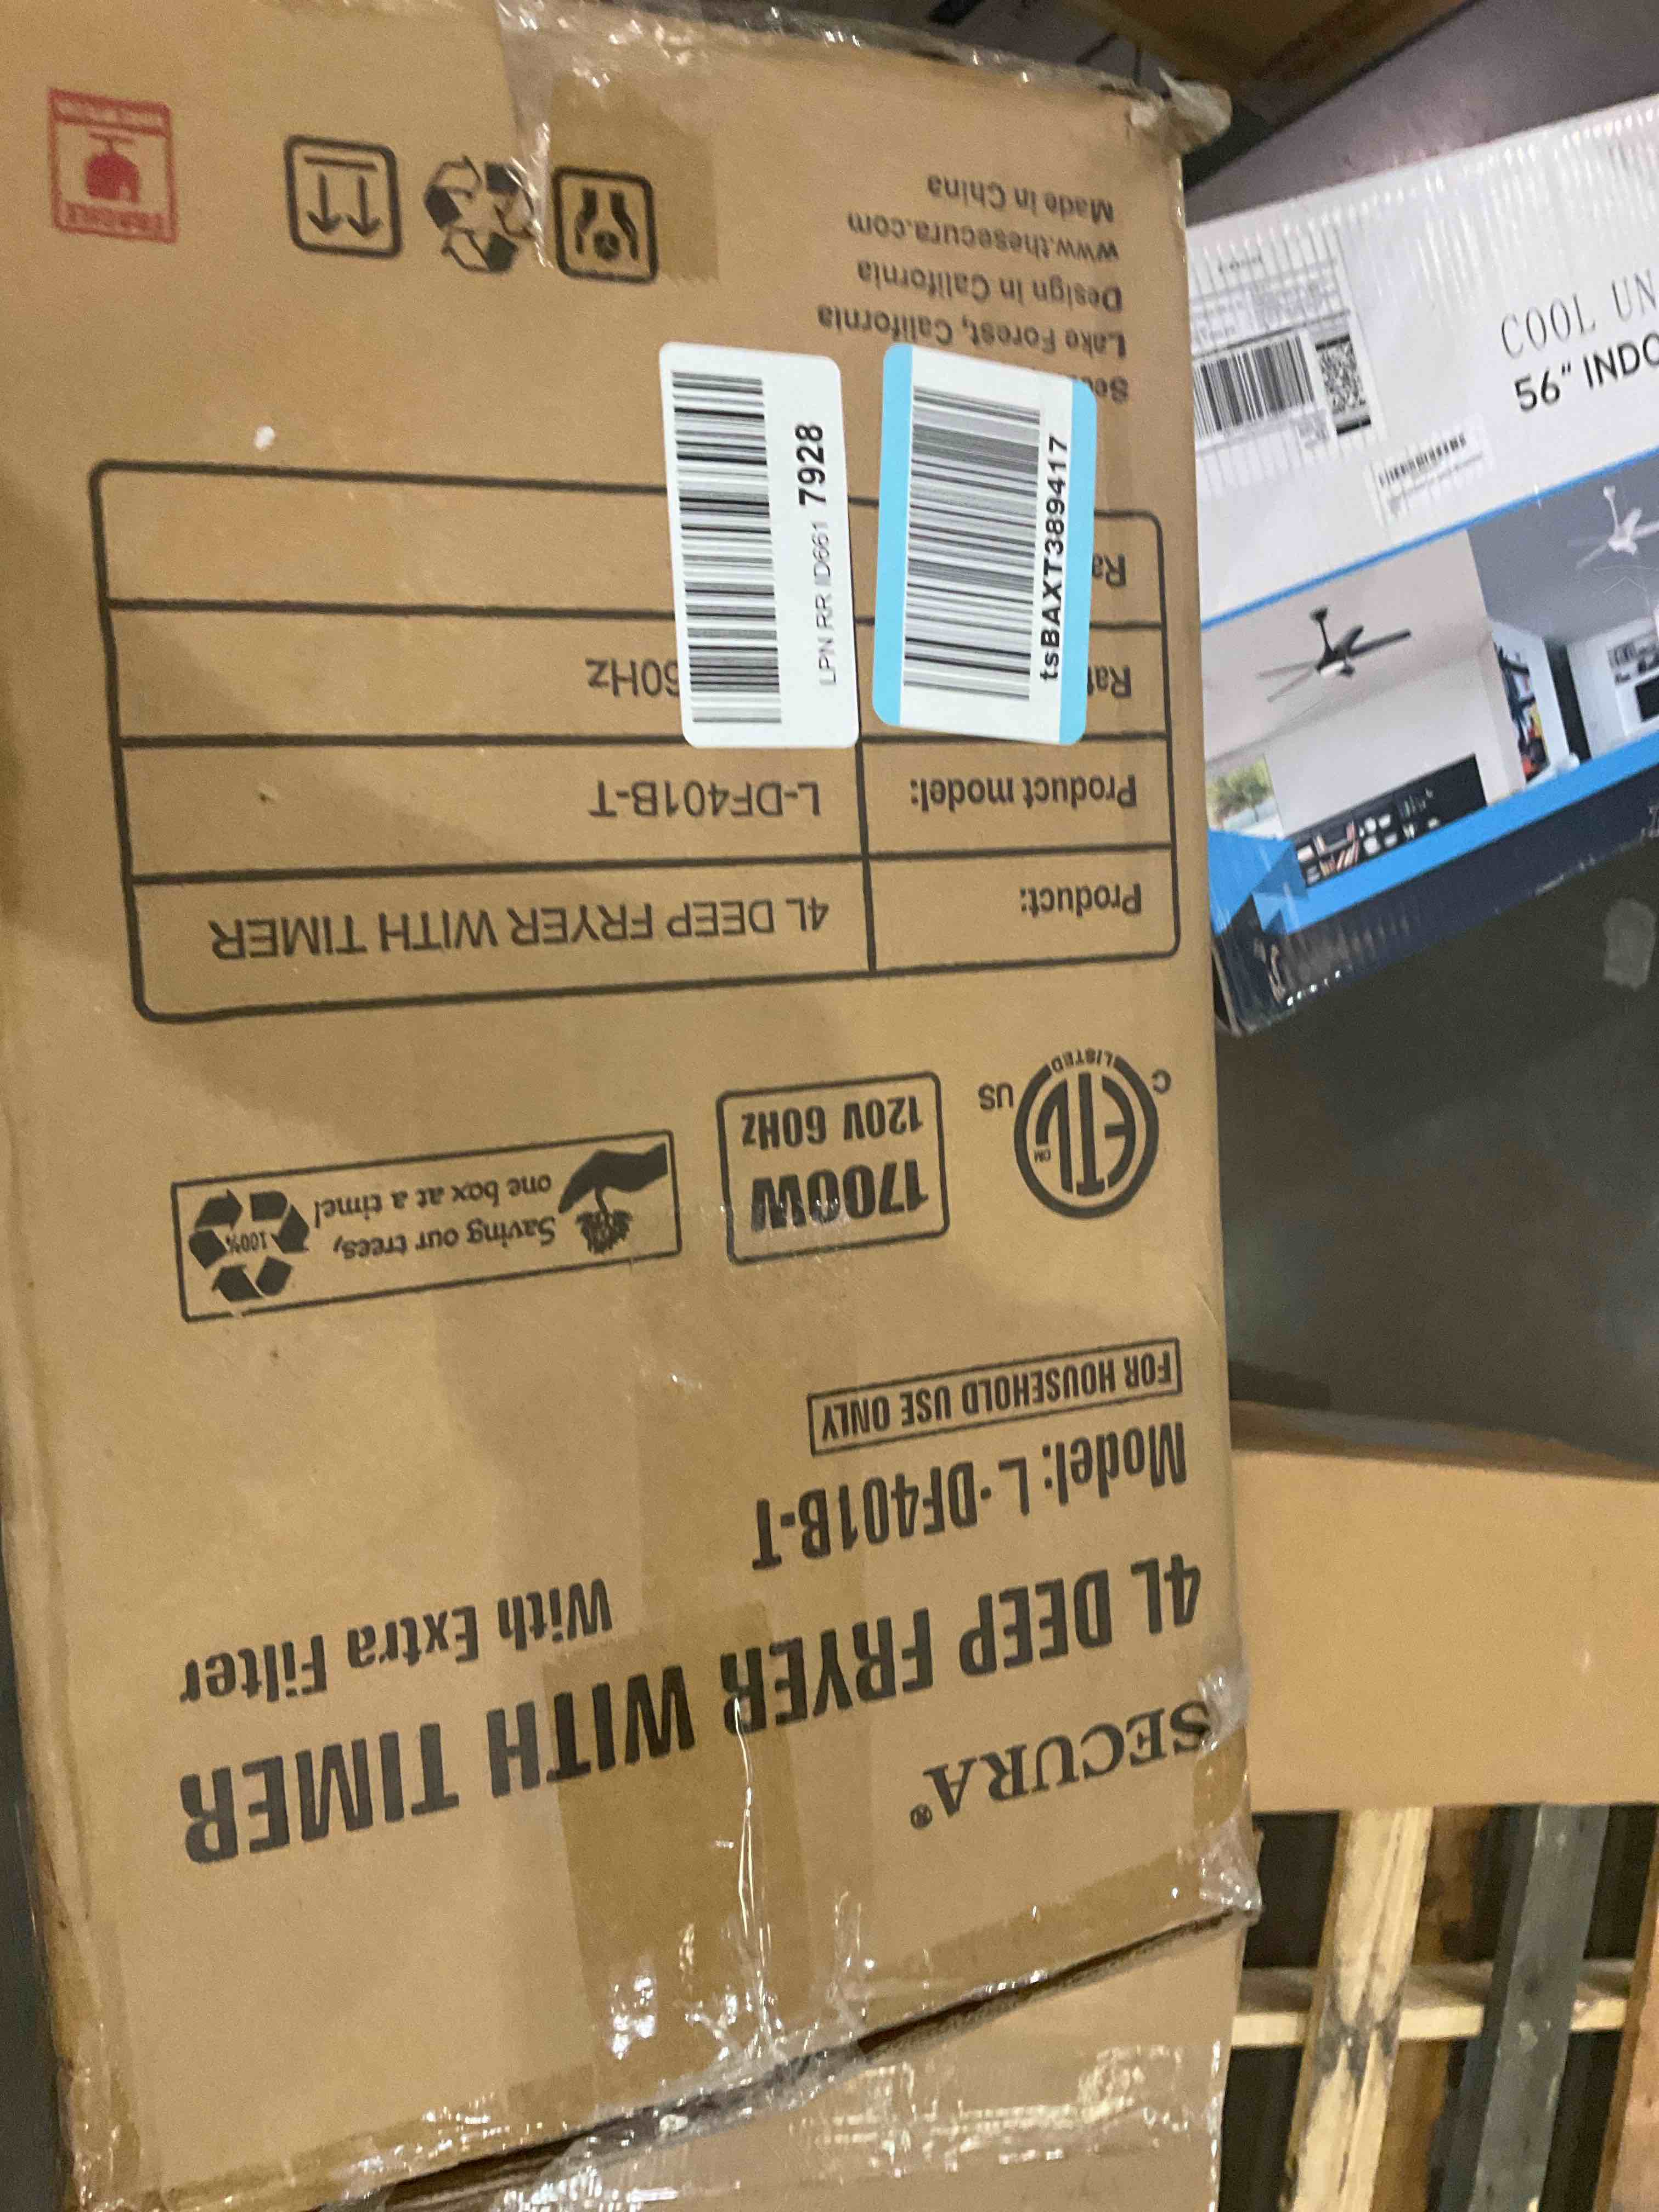 SECURA®
4L DEEP FRYER WITH TIMER
With Extra Filter
Model: L-DF401B-T
FOR HOUSEHOLD USE ONLY
ETL
CM
LISTED
C
US
1700W
120V 60Hz
Saving our trees,
one box at a time!
100%
Product:
4L DEEP FRYER WITH TIMER
Product model:
L-DF401B-T
60Hz
LPN RR ID661 7928
tsBAXT389417
Lake Forest, California
Design in California
www.thesecura.com
Made in China
COOL UN
56" INDO